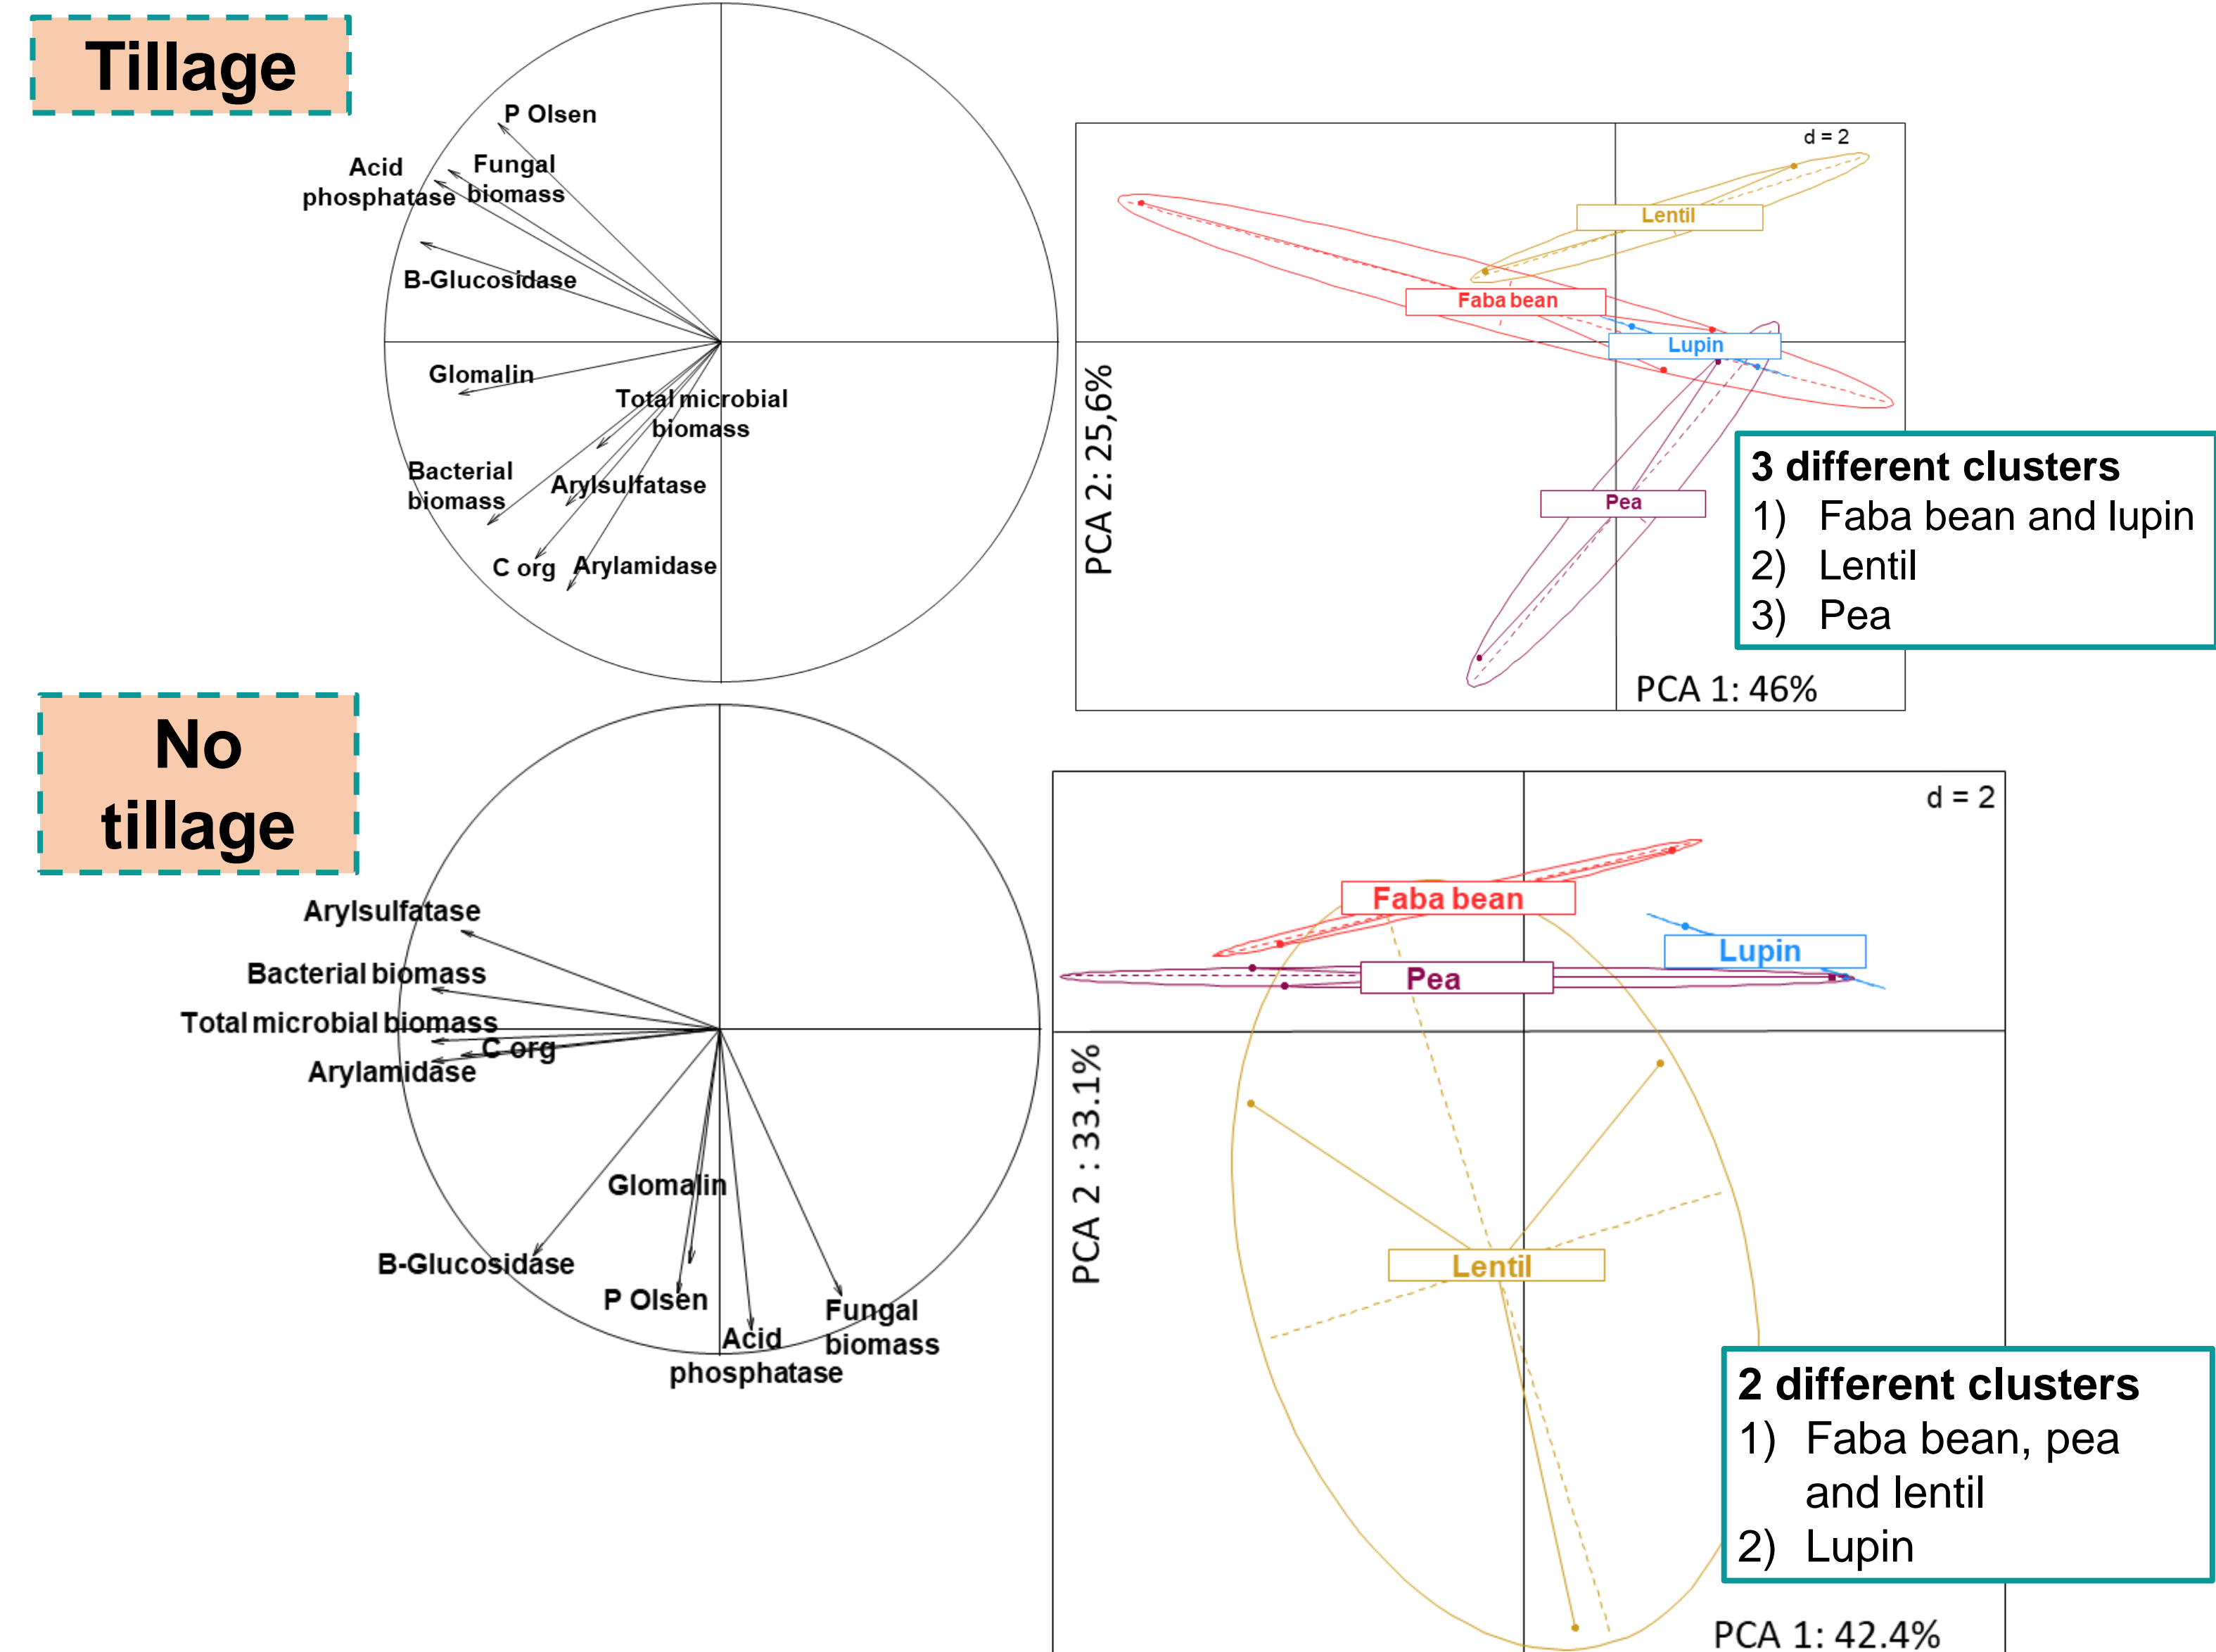 Tillage
P Olsen
Acid
phosphatase
Fungal
biomass
B-Glucosidase
Glomalin
Total microbial
biomass
Bacterial
biomass
Arylsulfatase
C org
Arylamidase
d = 2
Lentil
Faba bean
Lupin
Pea
PCA 2: 25,6%
PCA 1: 46%
3 different clusters
1) Faba bean and lupin
2) Lentil
3) Pea
No
tillage
Arylsulfatase
Bacterial biomass
Total microbial biomass
C org
Arylamidase
Glomalin
B-Glucosidase
P Olsen
Acid
phosphatase
Fungal
biomass
d = 2
Faba bean
Lupin
Pea
Lentil
PCA 2 : 33.1%
PCA 1: 42.4%
2 different clusters
1) Faba bean, pea
and lentil
2) Lupin